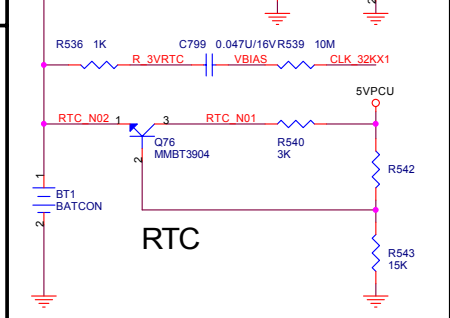 R536 1K C799 0.047U/16V R539 10M
R_3VRTC VBIAS CLK_32KX1
5VPCU
RTC_N02 1 3 RTC_N01
Q76
MMBT3904
R540
3K
2
R542
1
BT1
BATCON
2
RTC
R543
15K